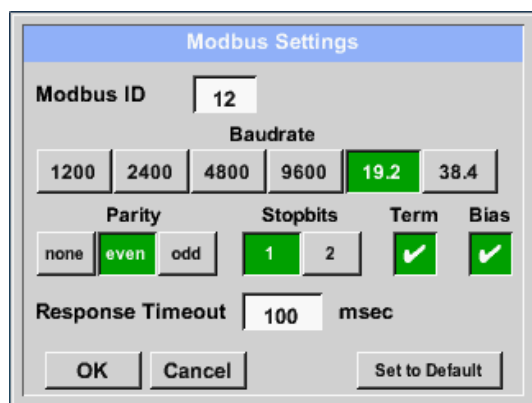 Modbus Settings
Modbus ID 12
Baudrate
1200 2400 4800 9600 19.2 38.4
Parity Stopbits Term Bias
none even odd 1 2 ✔ ✔
Response Timeout 100 msec
OK Cancel Set to Default